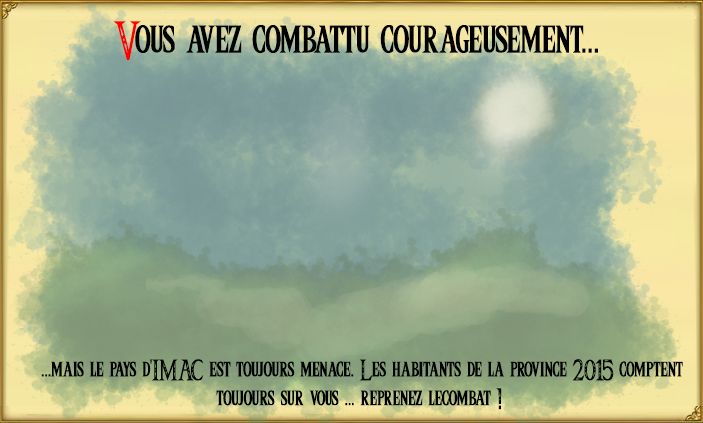 Vous avez combattu courageusement...
...mais le pays d'IMAC est toujours menace. Les habitants de la province 2015 comptent
toujours sur vous ... reprenez lecombat !